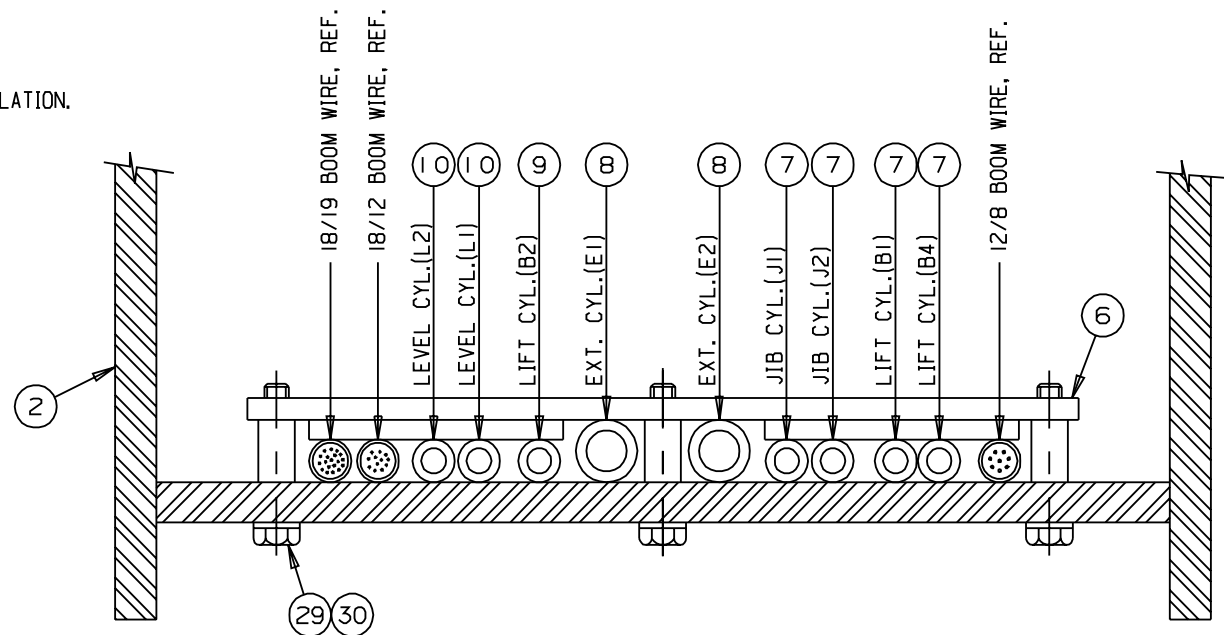 LATION.
18/19 BOOM WIRE, REF.
18/12 BOOM WIRE, REF.
10
10
9
8
8
7
7
7
7
12/8 BOOM WIRE, REF.
LEVEL CYL.(L2)
LEVEL CYL.(L1)
LIFT CYL.(B2)
EXT. CYL.(E1)
EXT. CYL.(E2)
JIB CYL.(J1)
JIB CYL.(J2)
LIFT CYL.(B1)
LIFT CYL.(B4)
6
2
29 30